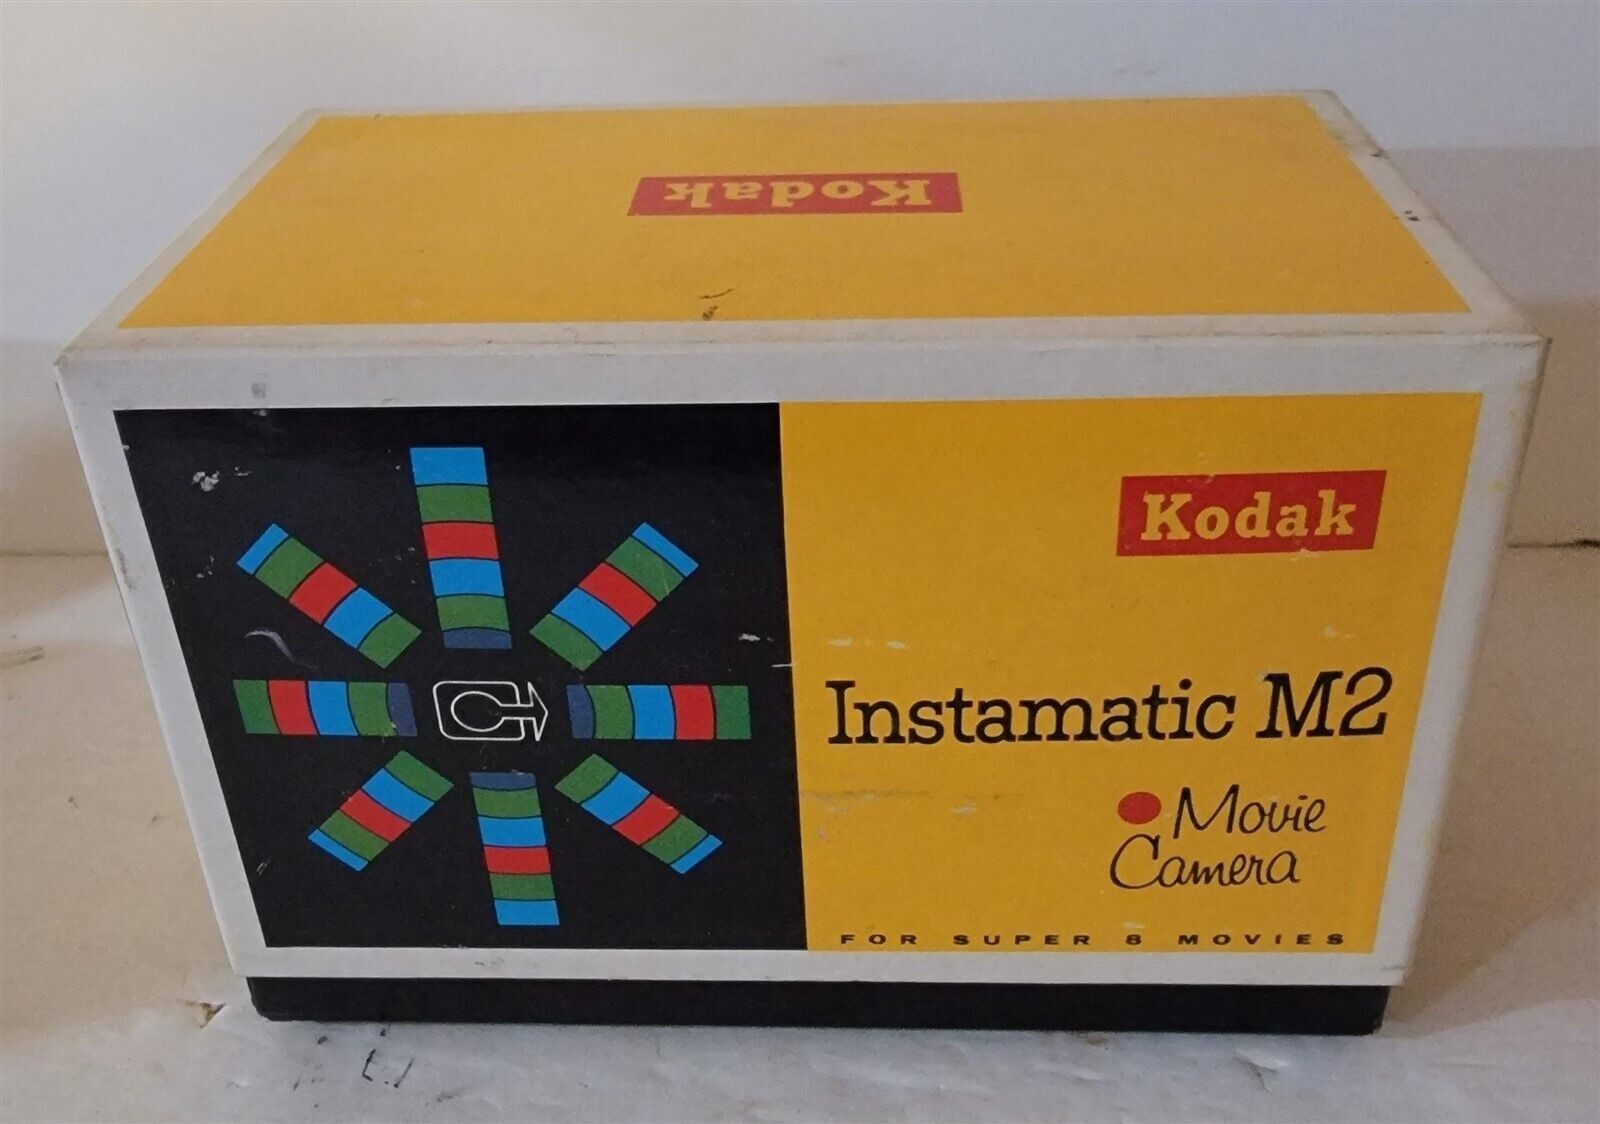 Kodak
Kodak
Instamatic M2
Movie
Camera
FOR SUPER 8 MOVIES